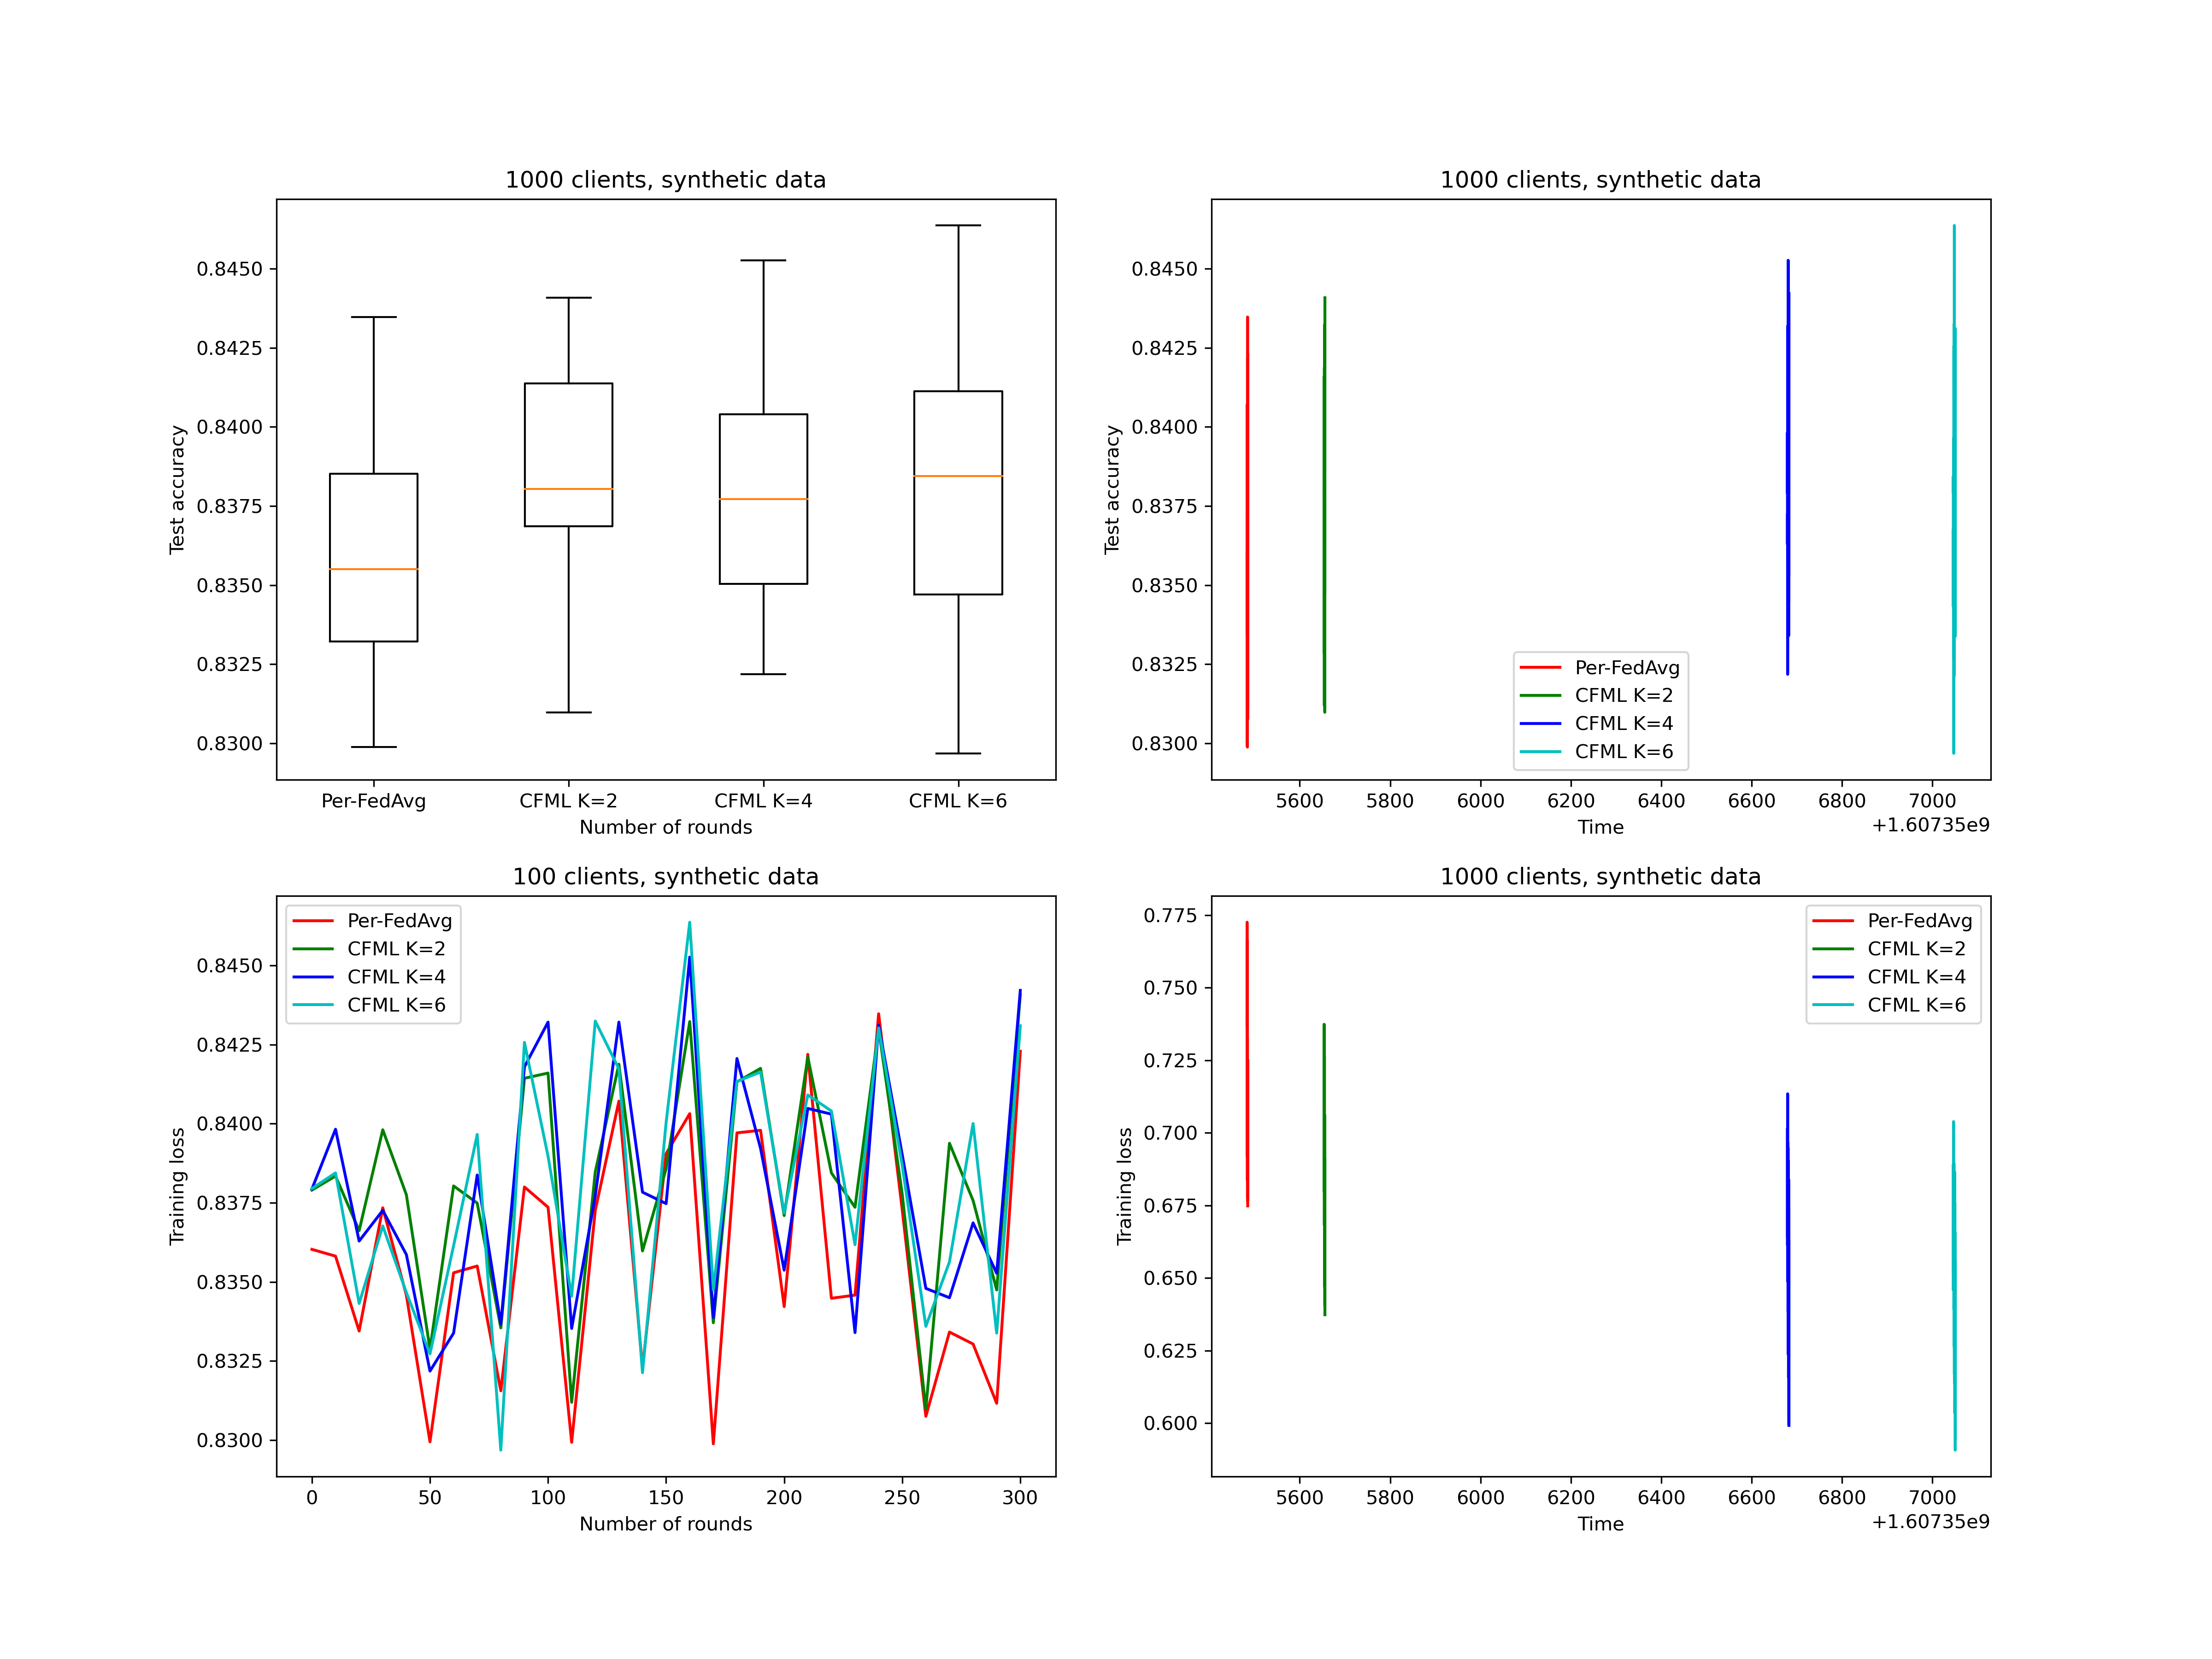 1000 clients, synthetic data
Test accuracy
0.8450
0.8425
0.8400
0.8375
0.8350
0.8325
0.8300
Per-FedAvg CFML K=2 CFML K=4 CFML K=6
Number of rounds
1000 clients, synthetic data
Test accuracy
0.8450
0.8425
0.8400
0.8375
0.8350
0.8325
0.8300
Per-FedAvg
CFML K=2
CFML K=4
CFML K=6
5600 5800 6000 6200 6400 6600 6800 7000
Time
+1.60735e9
100 clients, synthetic data
Training loss
0.8450
0.8425
0.8400
0.8375
0.8350
0.8325
0.8300
Per-FedAvg
CFML K=2
CFML K=4
CFML K=6
0 50 100 150 200 250 300
Number of rounds
1000 clients, synthetic data
Training loss
0.775
0.750
0.725
0.700
0.675
0.650
0.625
0.600
Per-FedAvg
CFML K=2
CFML K=4
CFML K=6
5600 5800 6000 6200 6400 6600 6800 7000
Time
+1.60735e9